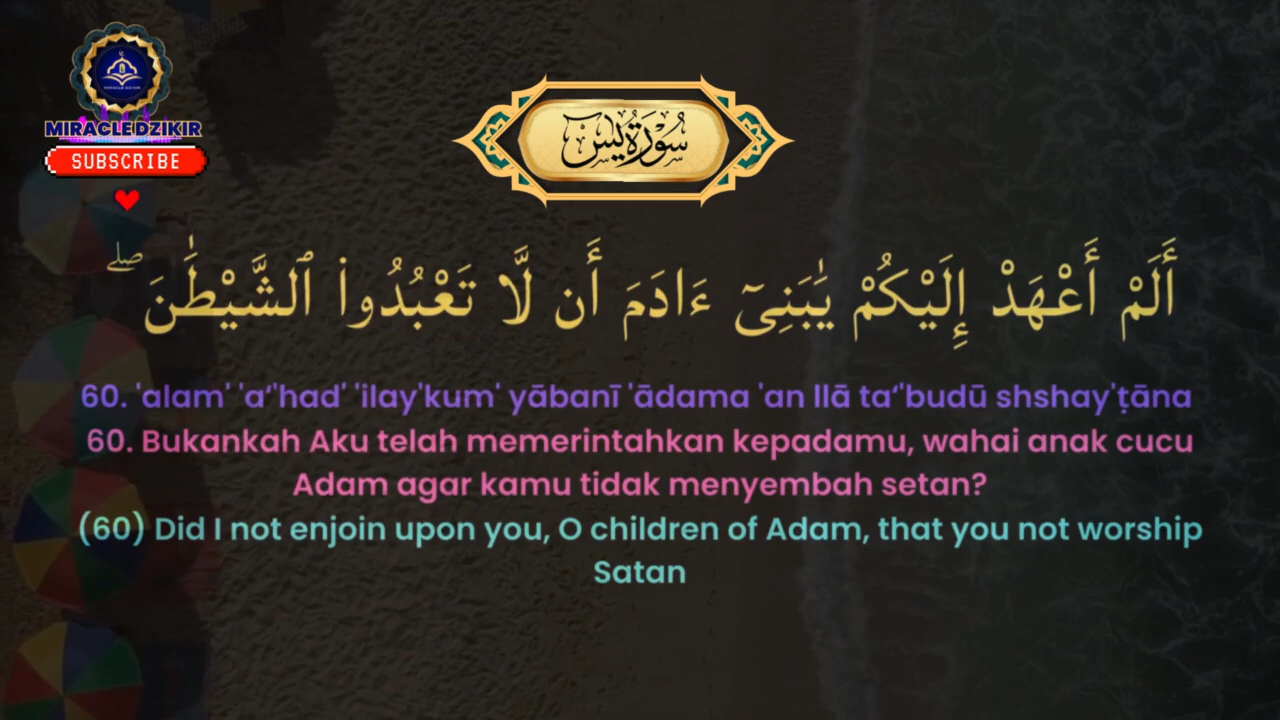 MIRACLE DZIKIR
SUBSCRIBE
سُورَةُ يس
أَلَمْ أَعْهَدْ إِلَيْكُمْ يَٰبَنِىٓ ءَادَمَ أَن لَّا تَعْبُدُوا۟ ٱلشَّيْطَٰنَ ۖ
60. 'alam' 'a‘'had' 'ilay'kum' yābanī 'ādama 'an llā ta‘'budū shshay'ṭāna
60. Bukankah Aku telah memerintahkan kepadamu, wahai anak cucu
Adam agar kamu tidak menyembah setan?
(60) Did I not enjoin upon you, O children of Adam, that you not worship
Satan